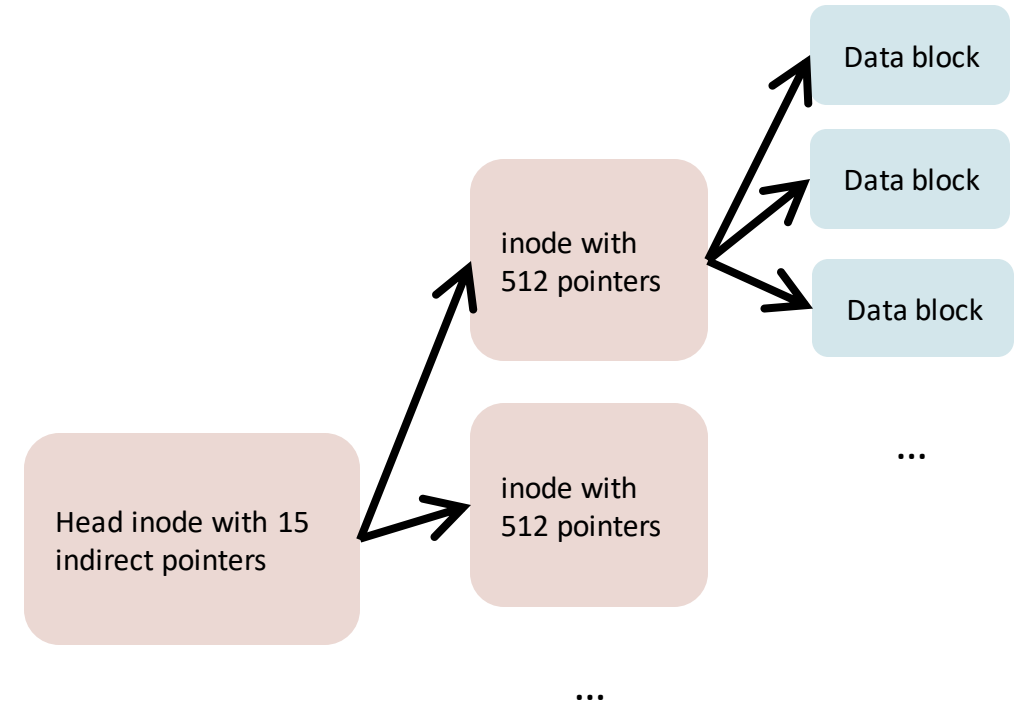 Data block
Data block
inode with
512 pointers
Data block
...
inode with
512 pointers
Head inode with 15
indirect pointers
...